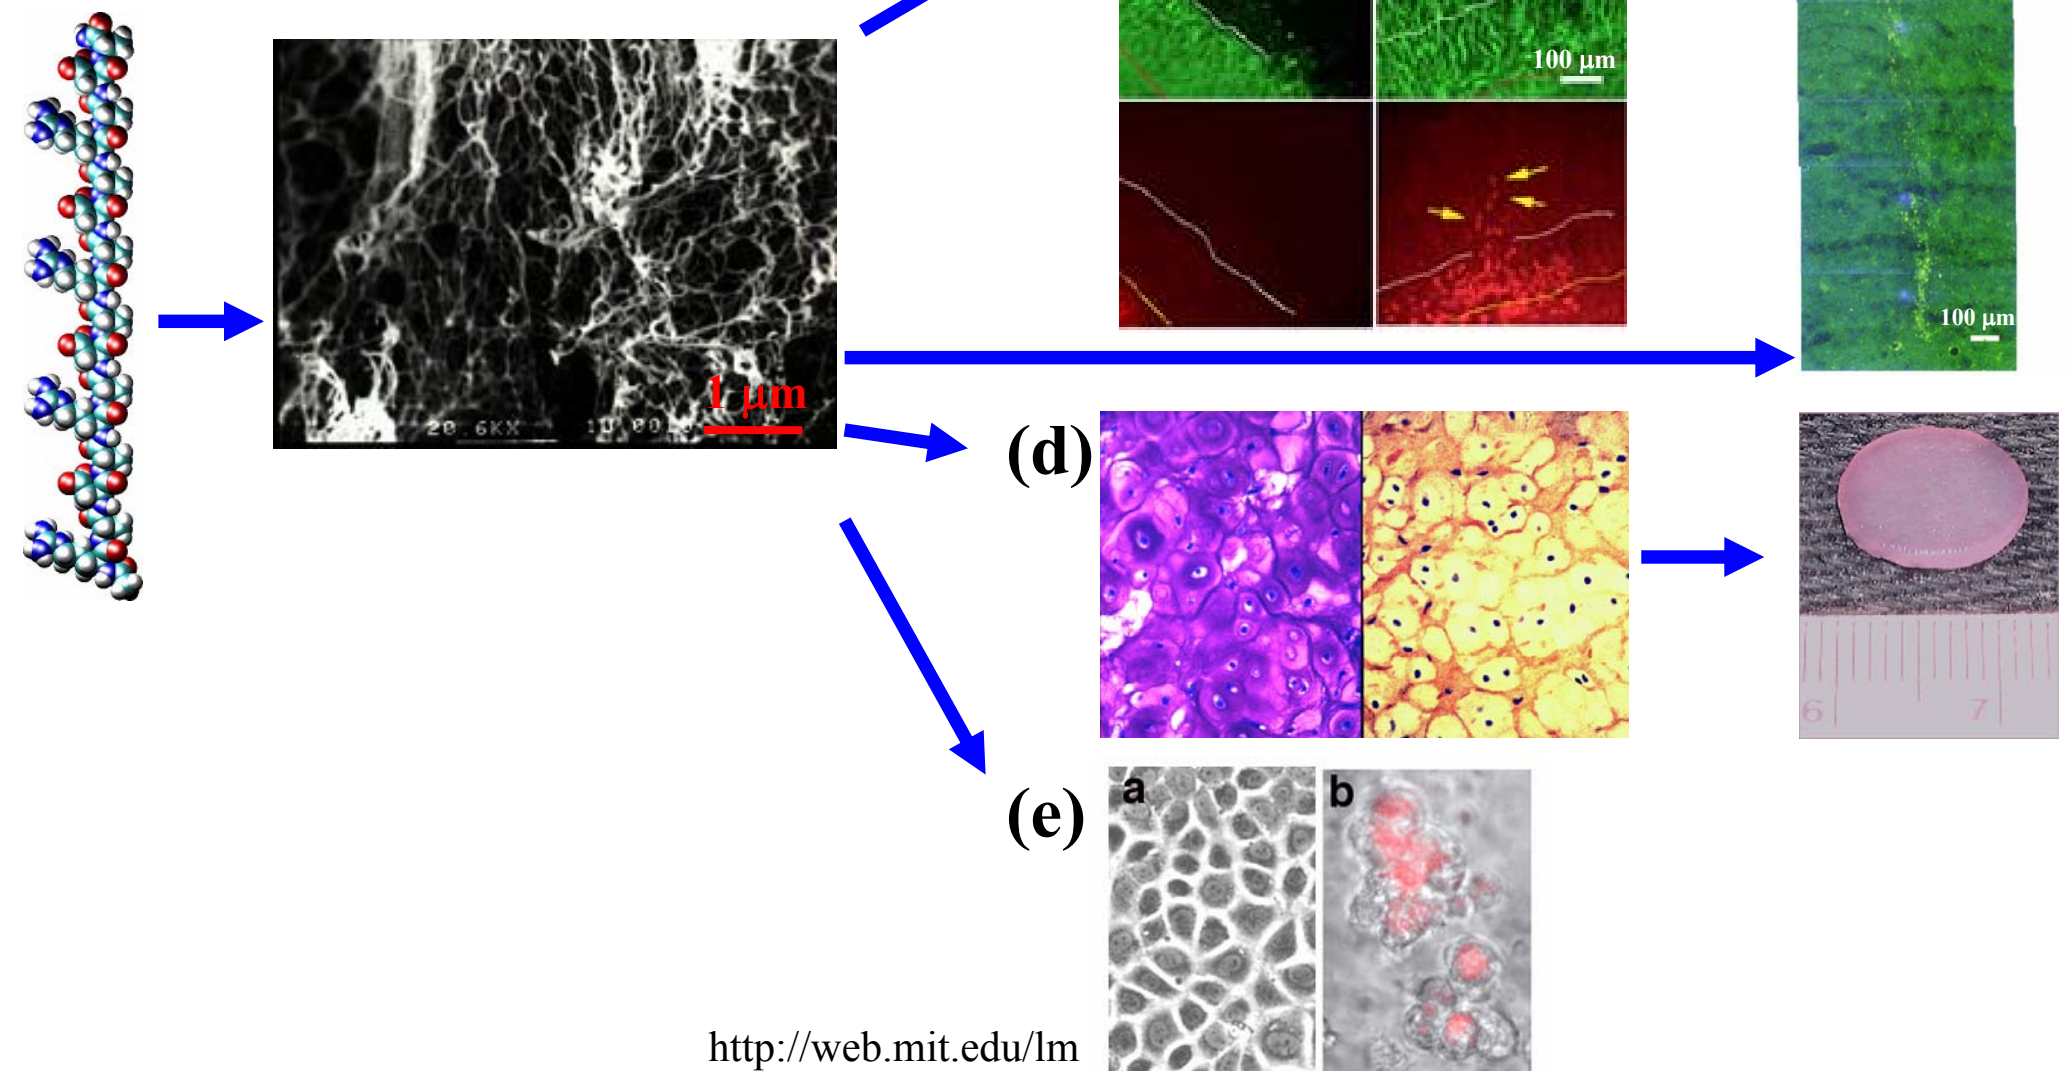 100 μm
100 μm
1 μm
20.6KX
(d)
6
7
(e)
a
b
http://web.mit.edu/lm